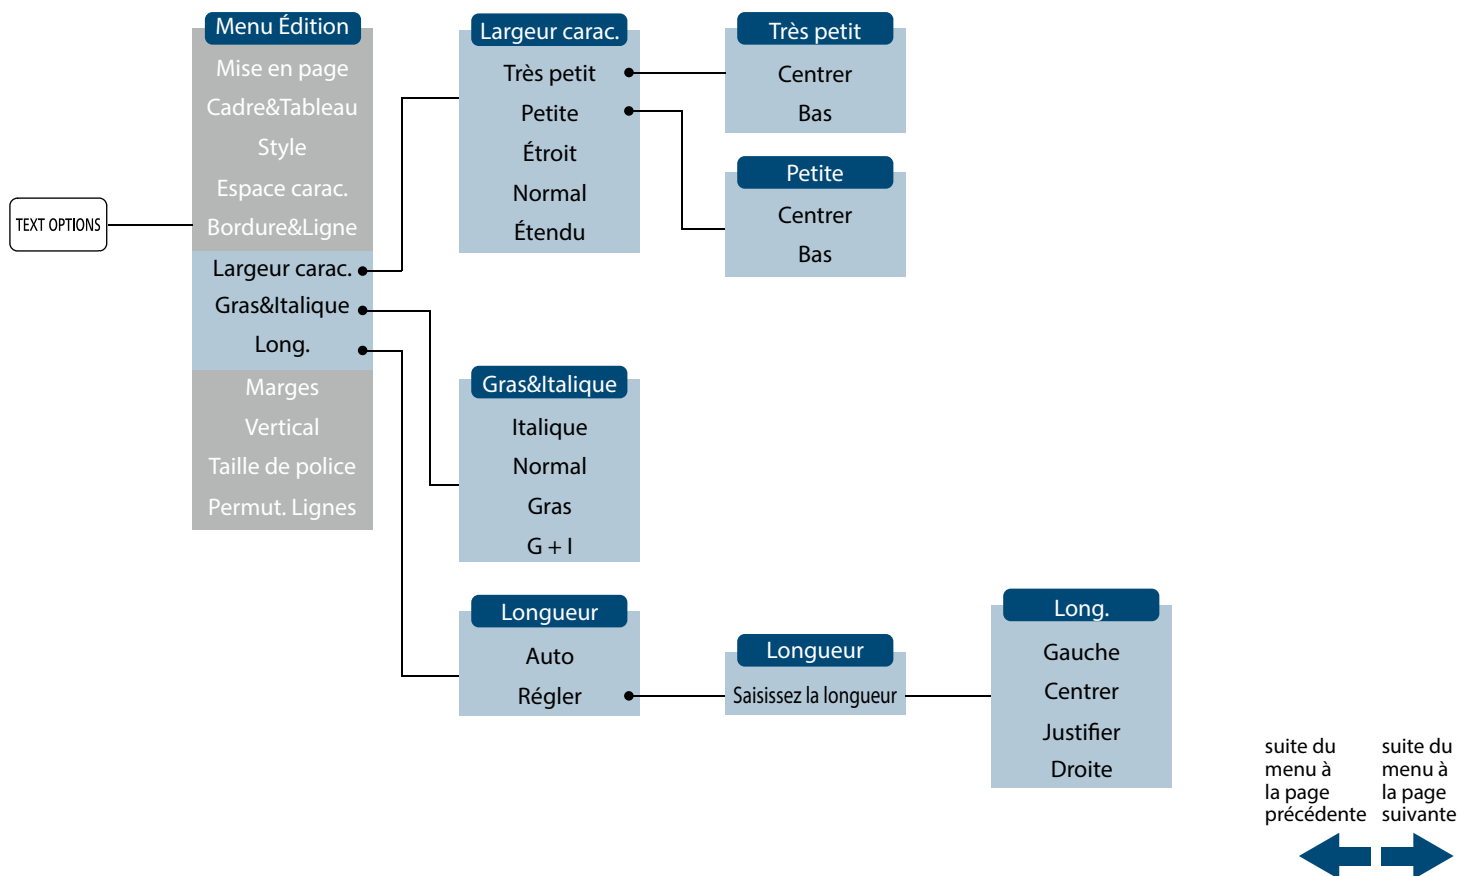 TEXT OPTIONS
Menu Édition
Mise en page
Cadre&Tableau
Style
Espace carac.
Bordure&Ligne
Largeur carac.
Gras&Italique
Long.
Marges
Vertical
Taille de police
Permut. Lignes
Largeur carac.
Très petit
Petite
Étroit
Normal
Étendu
Très petit
Centrer
Bas
Petite
Centrer
Bas
Gras&Italique
Italique
Normal
Gras
G + I
Longueur
Auto
Régler
Longueur
Saisissez la longueur
Long.
Gauche
Centrer
Justifier
Droite
suite du
menu à
la page
précédente
suite du
menu à
la page
suivante